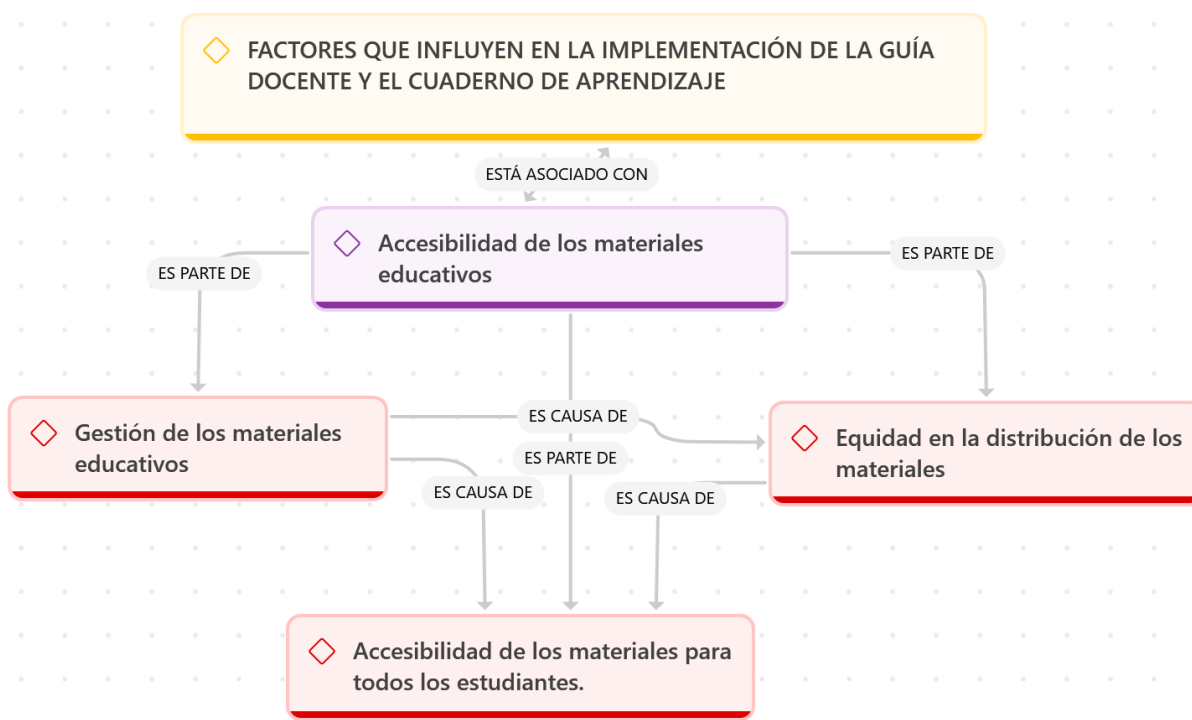 FACTORES QUE INFLUYEN EN LA IMPLEMENTACIÓN DE LA GUÍA
DOCENTE Y EL CUADERNO DE APRENDIZAJE
ESTÁ ASOCIADO CON
Accesibilidad de los materiales
educativos
ES PARTE DE
ES PARTE DE
Gestión de los materiales
educativos
ES CAUSA DE
ES PARTE DE
ES CAUSA DE
ES CAUSA DE
Equidad en la distribución de los
materiales
Accesibilidad de los materiales para
todos los estudiantes.